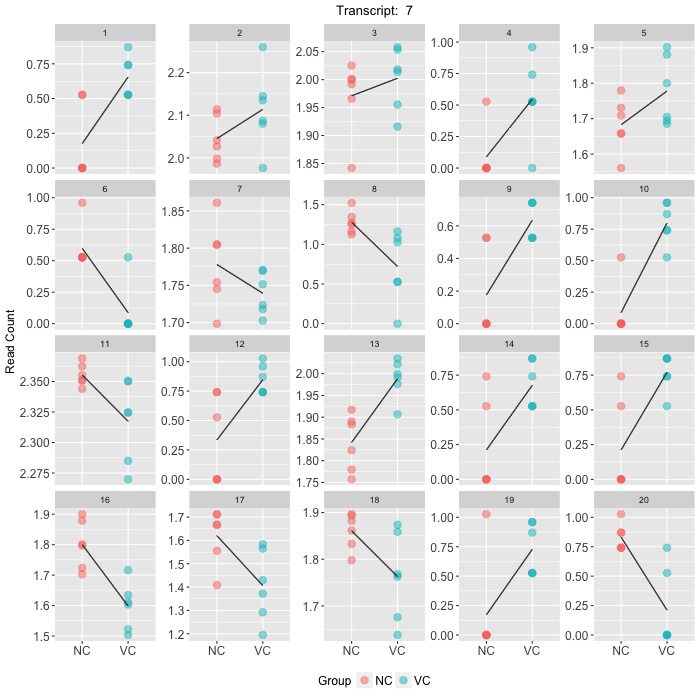 Transcript: 7
1 2 3 4 5
0.75 0.50 0.25 0.00
2.2 2.1 2.0
2.05 2.00 1.95 1.90 1.85
1.00 0.75 0.50 0.25 0.00
1.9 1.8 1.7 1.6
6 7 8 9 10
1.00 0.75 0.50 0.25 0.00
1.85 1.80 1.75 1.70
1.5 1.0 0.5 0.0
0.6 0.4 0.2 0.0
1.00 0.75 0.50 0.25 0.00
Read Count
11 12 13 14 15
2.350 2.325 2.300 2.275
1.00 0.75 0.50 0.25 0.00
2.00 1.95 1.90 1.85 1.80 1.75
0.75 0.50 0.25 0.00
0.75 0.50 0.25 0.00
16 17 18 19 20
1.9 1.8 1.7 1.6 1.5
1.7 1.6 1.5 1.4 1.3 1.2
1.9 1.8 1.7
1.00 0.75 0.50 0.25 0.00
1.00 0.75 0.50 0.25 0.00
NC VC NC VC NC VC NC VC NC VC
Group NC VC